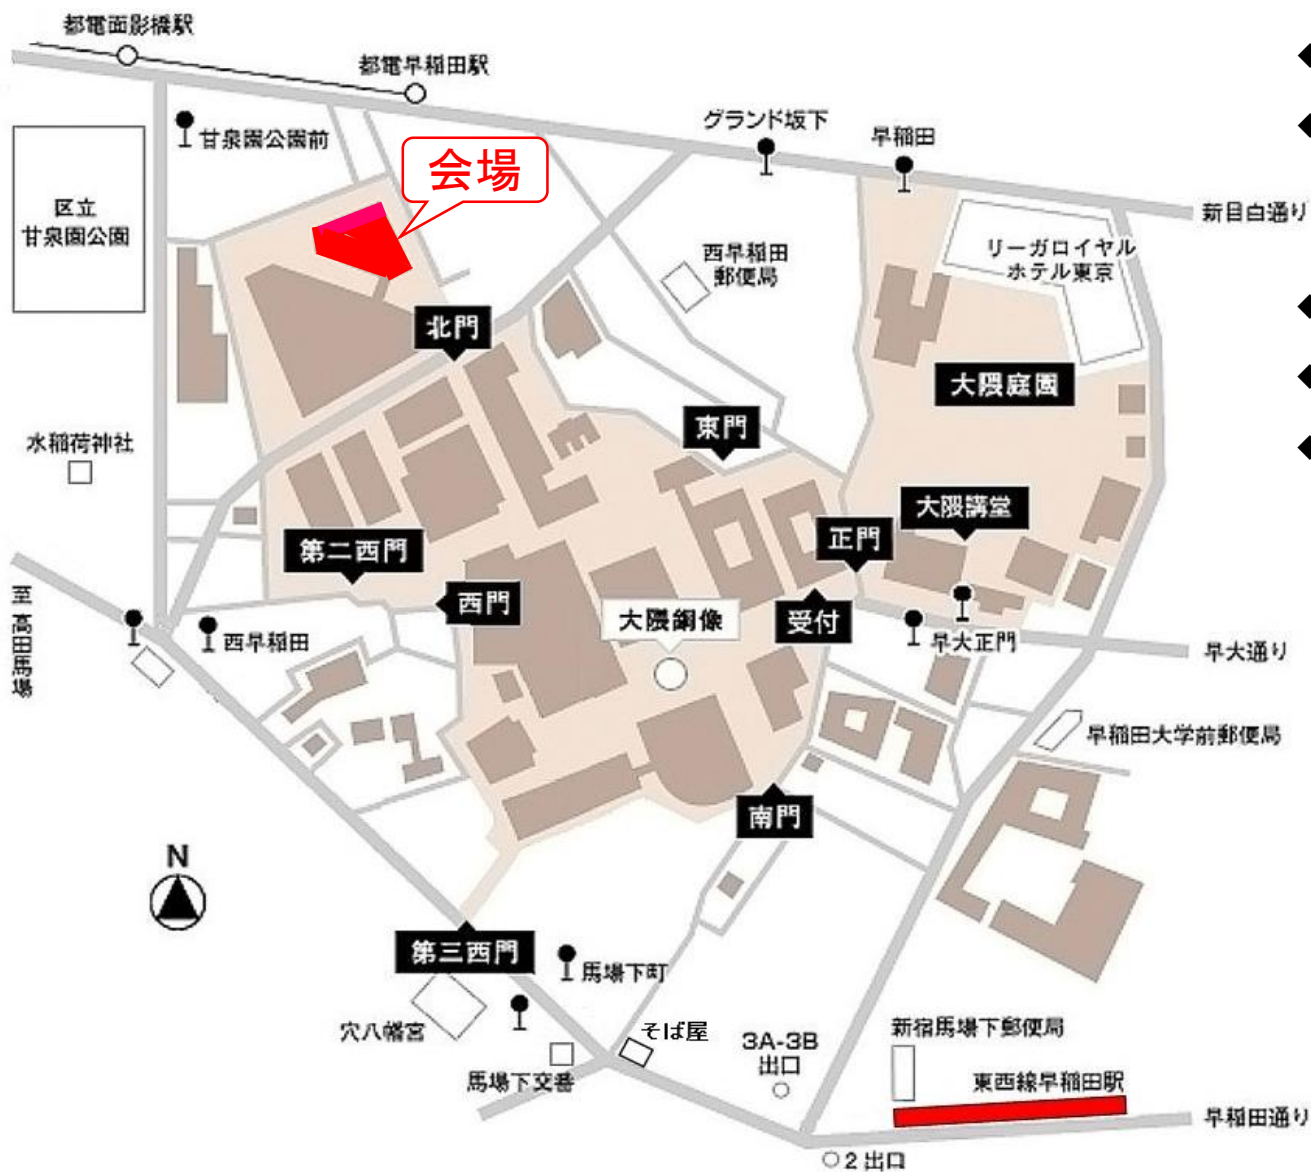 都電面影橋駅
都電早稲田駅
甘泉園公園前
グランド坂下
早稲田
会場
区立
甘泉園公園
新目白通り
西早稲田
郵便局
リーガロイヤル
ホテル東京
北門
大隈庭園
東門
水稲荷神社
大隈講堂
正門
第二西門
西門
大隈銅像
受付
至 高田馬場
西早稲田
早大正門
早大通り
早稲田大学前郵便局
南門
N
第三西門
馬場下町
穴八幡宮
そば屋
3A-3B
出口
新宿馬場下郵便局
馬場下交番
東西線早稲田駅
早稲田通り
2 出口